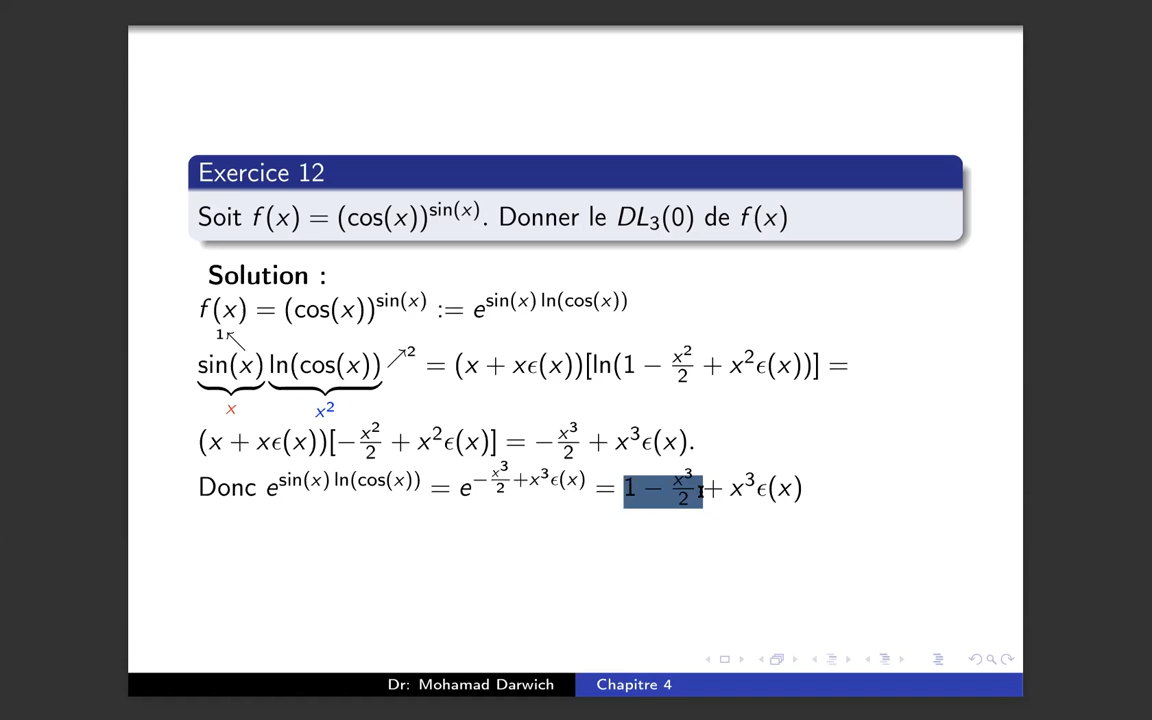 Exercice 12
Soit f(x) = (cos(x))^sin(x). Donner le DL₃(0) de f(x)
Solution :
f(x) = (cos(x))^sin(x) := e^(sin(x) ln(cos(x)))
1
sin(x) ln(cos(x)) 2 = (x + xϵ(x))[ln(1 − x²/2 + x²ϵ(x))] =
x x²
(x + xϵ(x))[−x²/2 + x²ϵ(x)] = −x³/2 + x³ϵ(x).
Donc e^(sin(x) ln(cos(x))) = e^(−x³/2 + x³ϵ(x)) = 1 − x³/2 + x³ϵ(x)
Dr: Mohamad Darwich Chapitre 4